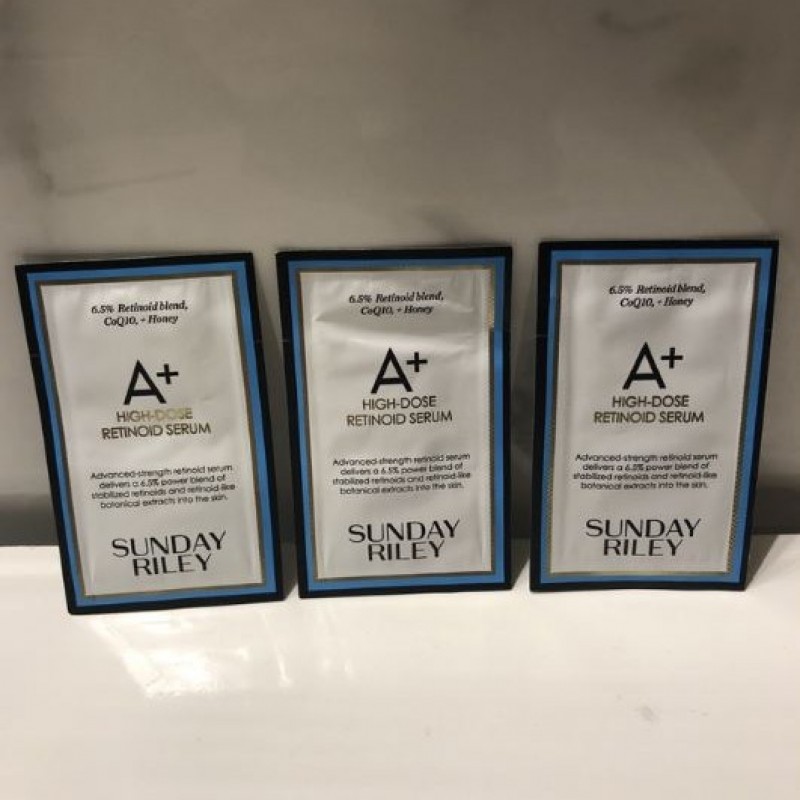 6.5% Retinoid blend,
CoQ10, + Honey
A+
HIGH-DOSE
RETINOID SERUM
Advanced-strength retinoid serum
delivers a 6.5% power blend of
stabilized retinoids and retinoid-like
botanical extracts into the skin.
SUNDAY
RILEY
6.5% Retinoid blend,
CoQ10, + Honey
A+
HIGH-DOSE
RETINOID SERUM
Advanced-strength retinoid serum
delivers a 6.5% power blend of
stabilized retinoids and retinoid-like
botanical extracts into the skin.
SUNDAY
RILEY
6.5% Retinoid blend,
CoQ10, + Honey
A+
HIGH-DOSE
RETINOID SERUM
Advanced-strength retinoid serum
delivers a 6.5% power blend of
stabilized retinoids and retinoid-like
botanical extracts into the skin.
SUNDAY
RILEY